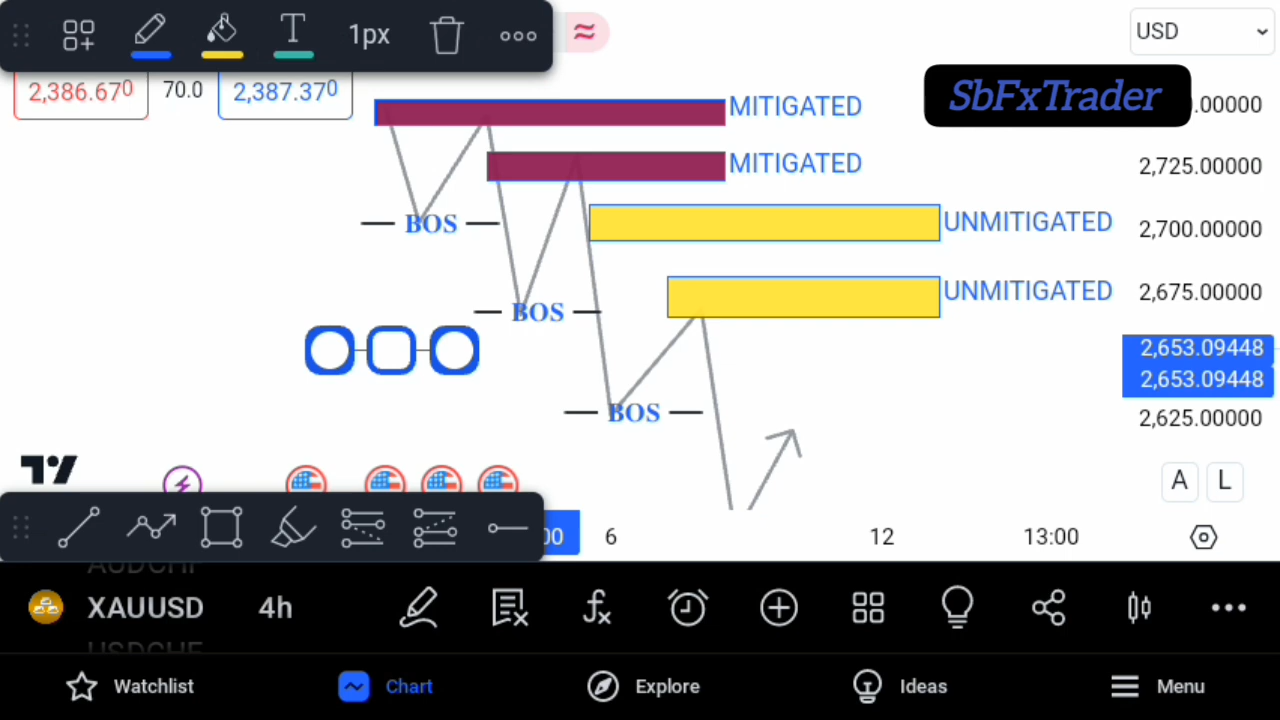 T 1px
USD
2,386.670 70.0 2,387.370
SbFxTrader
.00000
MITIGATED
MITIGATED
2,725.00000
BOS
UNMITIGATED
2,700.00000
UNMITIGATED
2,675.00000
BOS
2,653.09448
2,653.09448
BOS
2,625.00000
A L
00 6 12 13:00
AUDCHF
XAUUSD 4h
USDCHF
Watchlist Chart Explore Ideas Menu